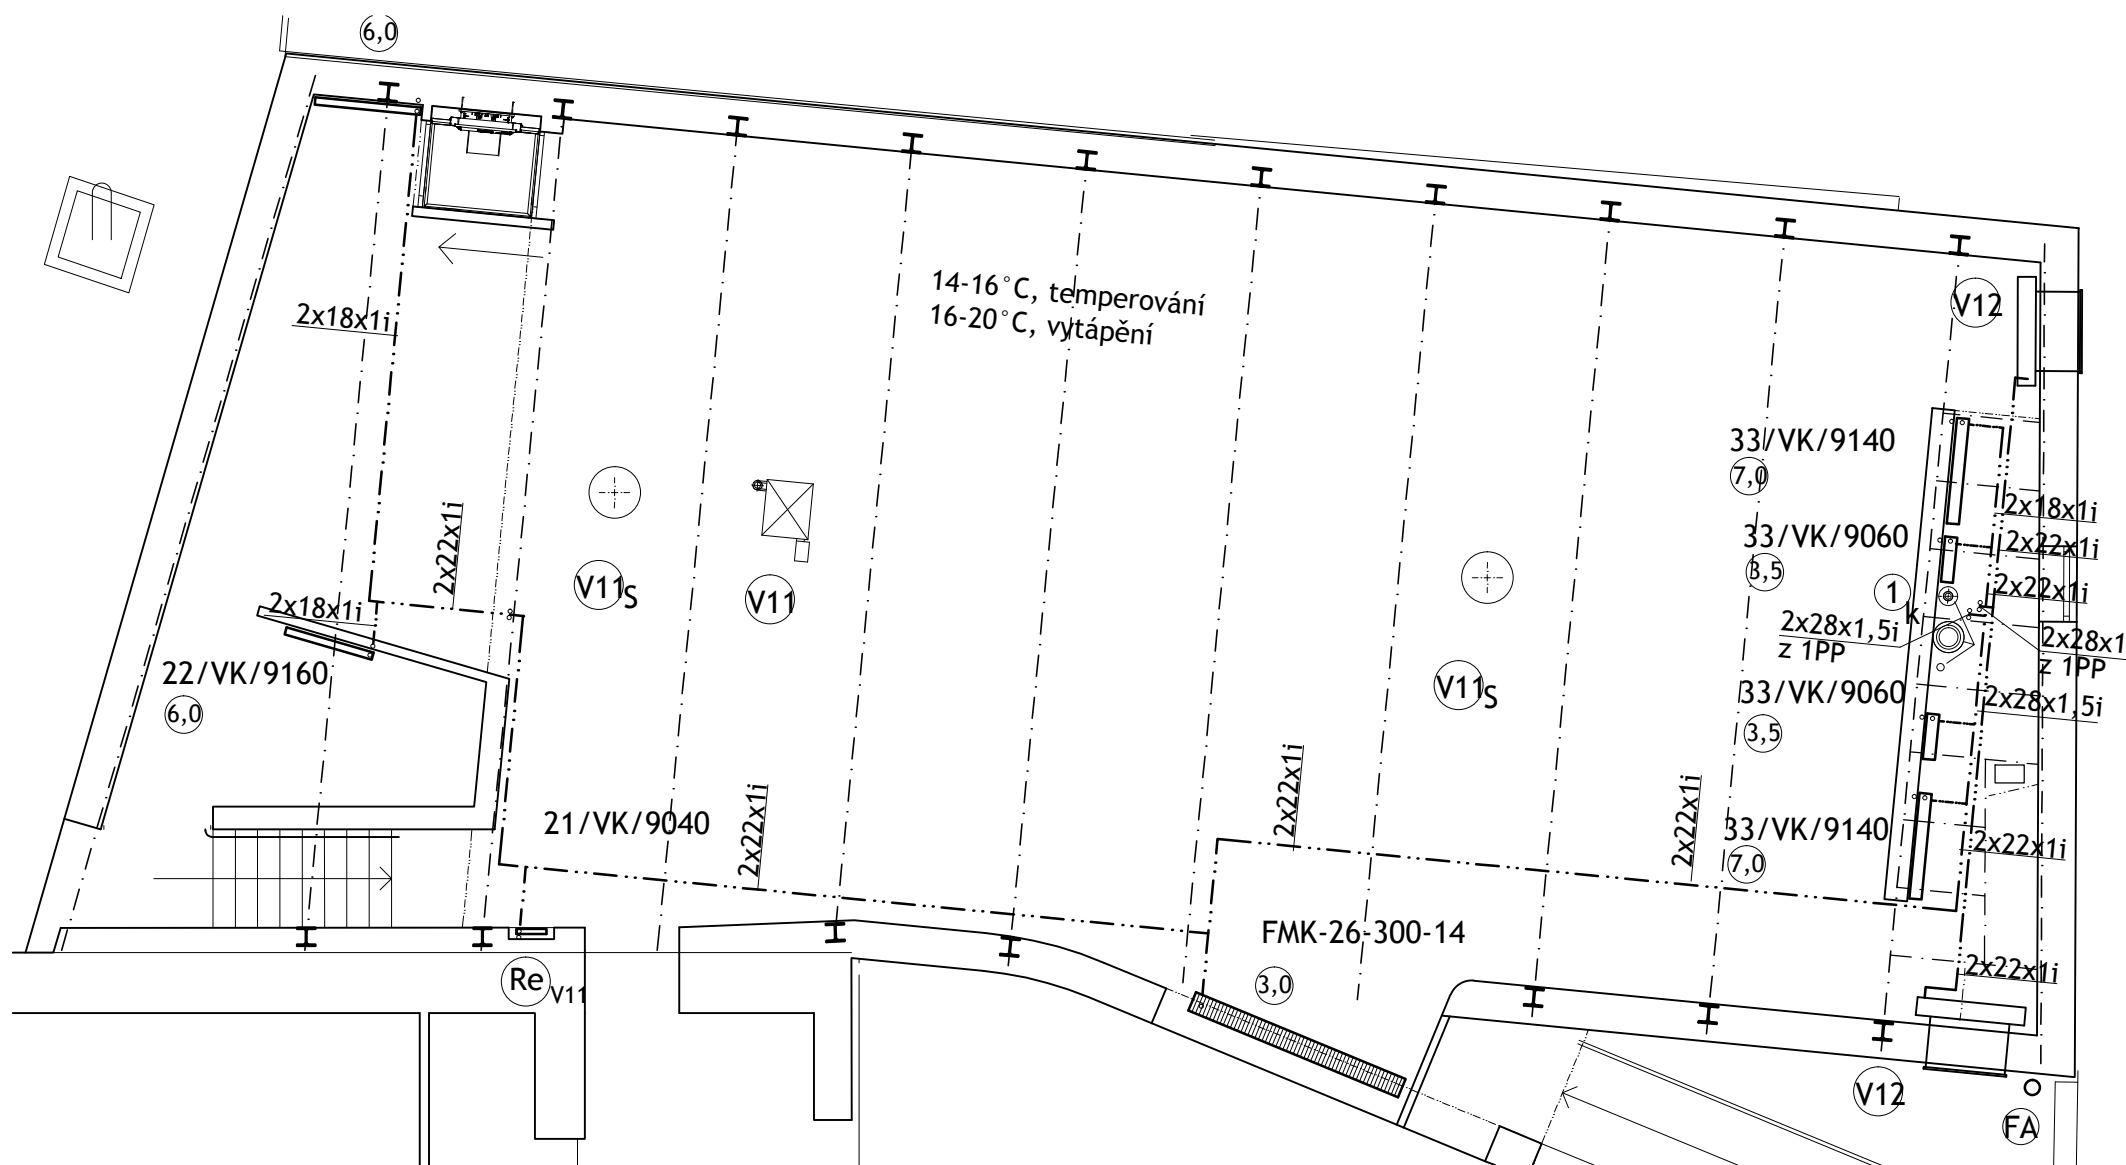 6,0
14-16°C, temperování
16-20°C, vytápění
V12
2x18x1i
33/VK/9140
7,0
2x18x1i
2x22x1i
33/VK/9060
2x22x1i
3,5
V11S
V11
1
k
2x22x1i
2x18x1i
2x28x1,5i
z 1PP
2x28x1
z 1PP
22/VK/9160
6,0
V11S
33/VK/9060
3,5
2x28x1,5i
21/VK/9040
2x22x1i
2x22x1i
2x22x1i
33/VK/9140
7,0
2x22x1i
FMK-26-300-14
3,0
2x22x1i
Re
V11
V12
FA